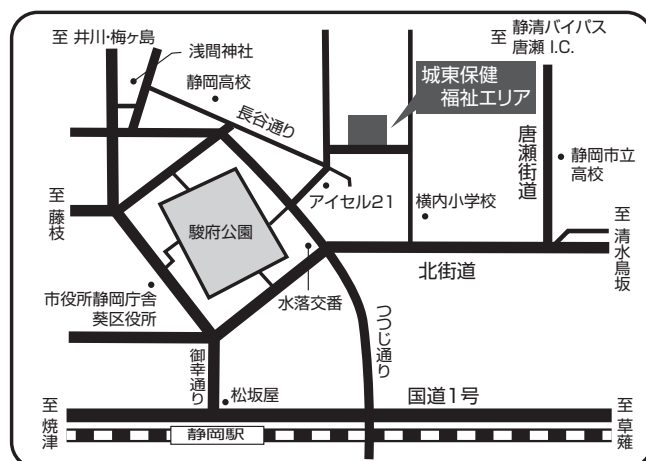 至 井川・梅ヶ島
浅間神社
静岡高校
長谷通り
至 静清バイパス
唐瀬 I.C.
城東保健
福祉エリア
唐瀬街道
静岡市立
高校
至 藤枝
アイセル21
横内小学校
至 清水鳥坂
駿府公園
北街道
市役所静岡庁舎
葵区役所
水落交番
つつじ通り
御幸通り
松坂屋
国道1号
至 焼津
静岡駅
至 草薙